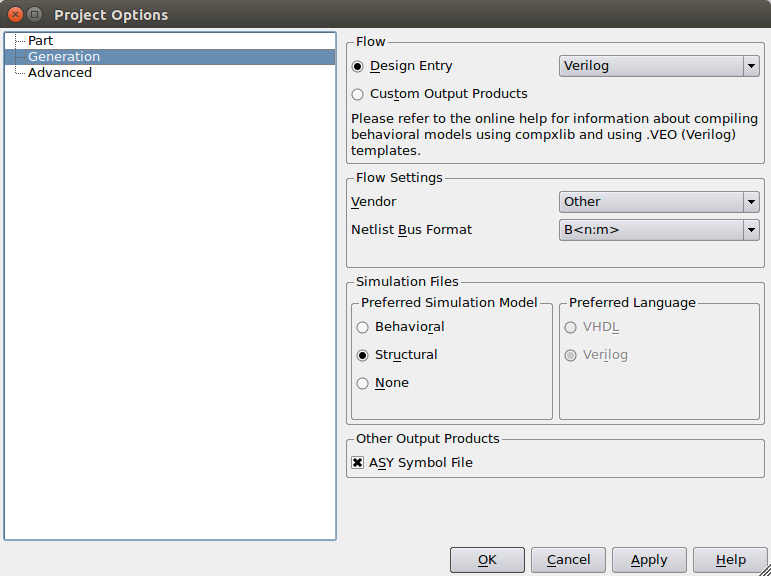 Project Options
Part
Generation
Advanced
Flow
Design Entry
Verilog
Custom Output Products
Please refer to the online help for information about compiling
behavioral models using compxlib and using .VEO (Verilog)
templates.
Flow Settings
Vendor
Other
Netlist Bus Format
B<n:m>
Simulation Files
Preferred Simulation Model
Behavioral
Structural
None
Preferred Language
VHDL
Verilog
Other Output Products
ASY Symbol File
OK
Cancel
Apply
Help